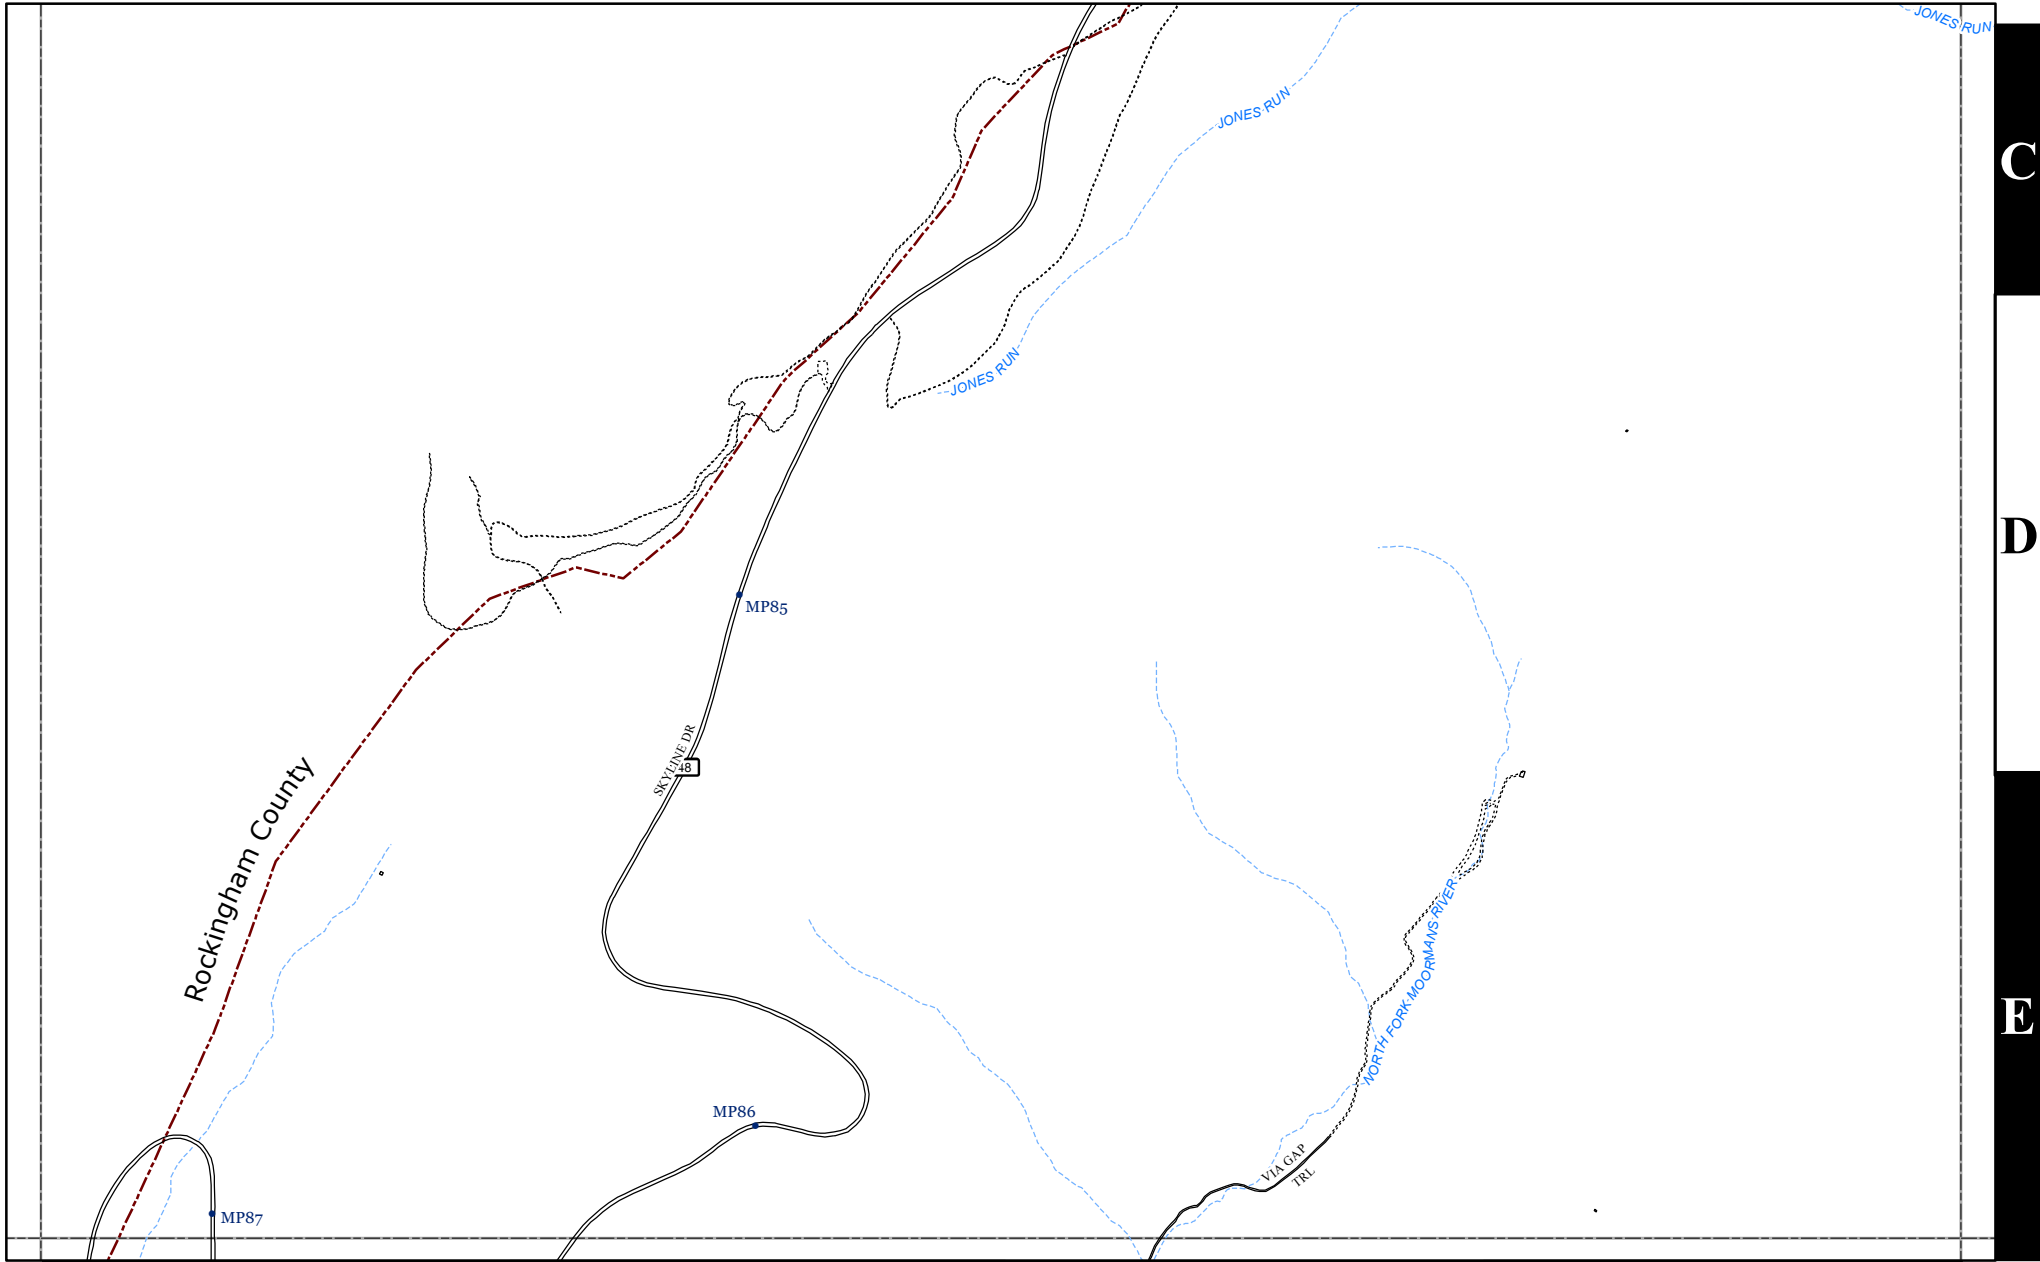 JONES RUN
JONES RUN
C
JONES RUN
D
MP85
SKYLINE DR
48
Rockingham County
NORTH FORK MOORMANS RIVER
E
MP86
VIA GAP
TRL
MP87